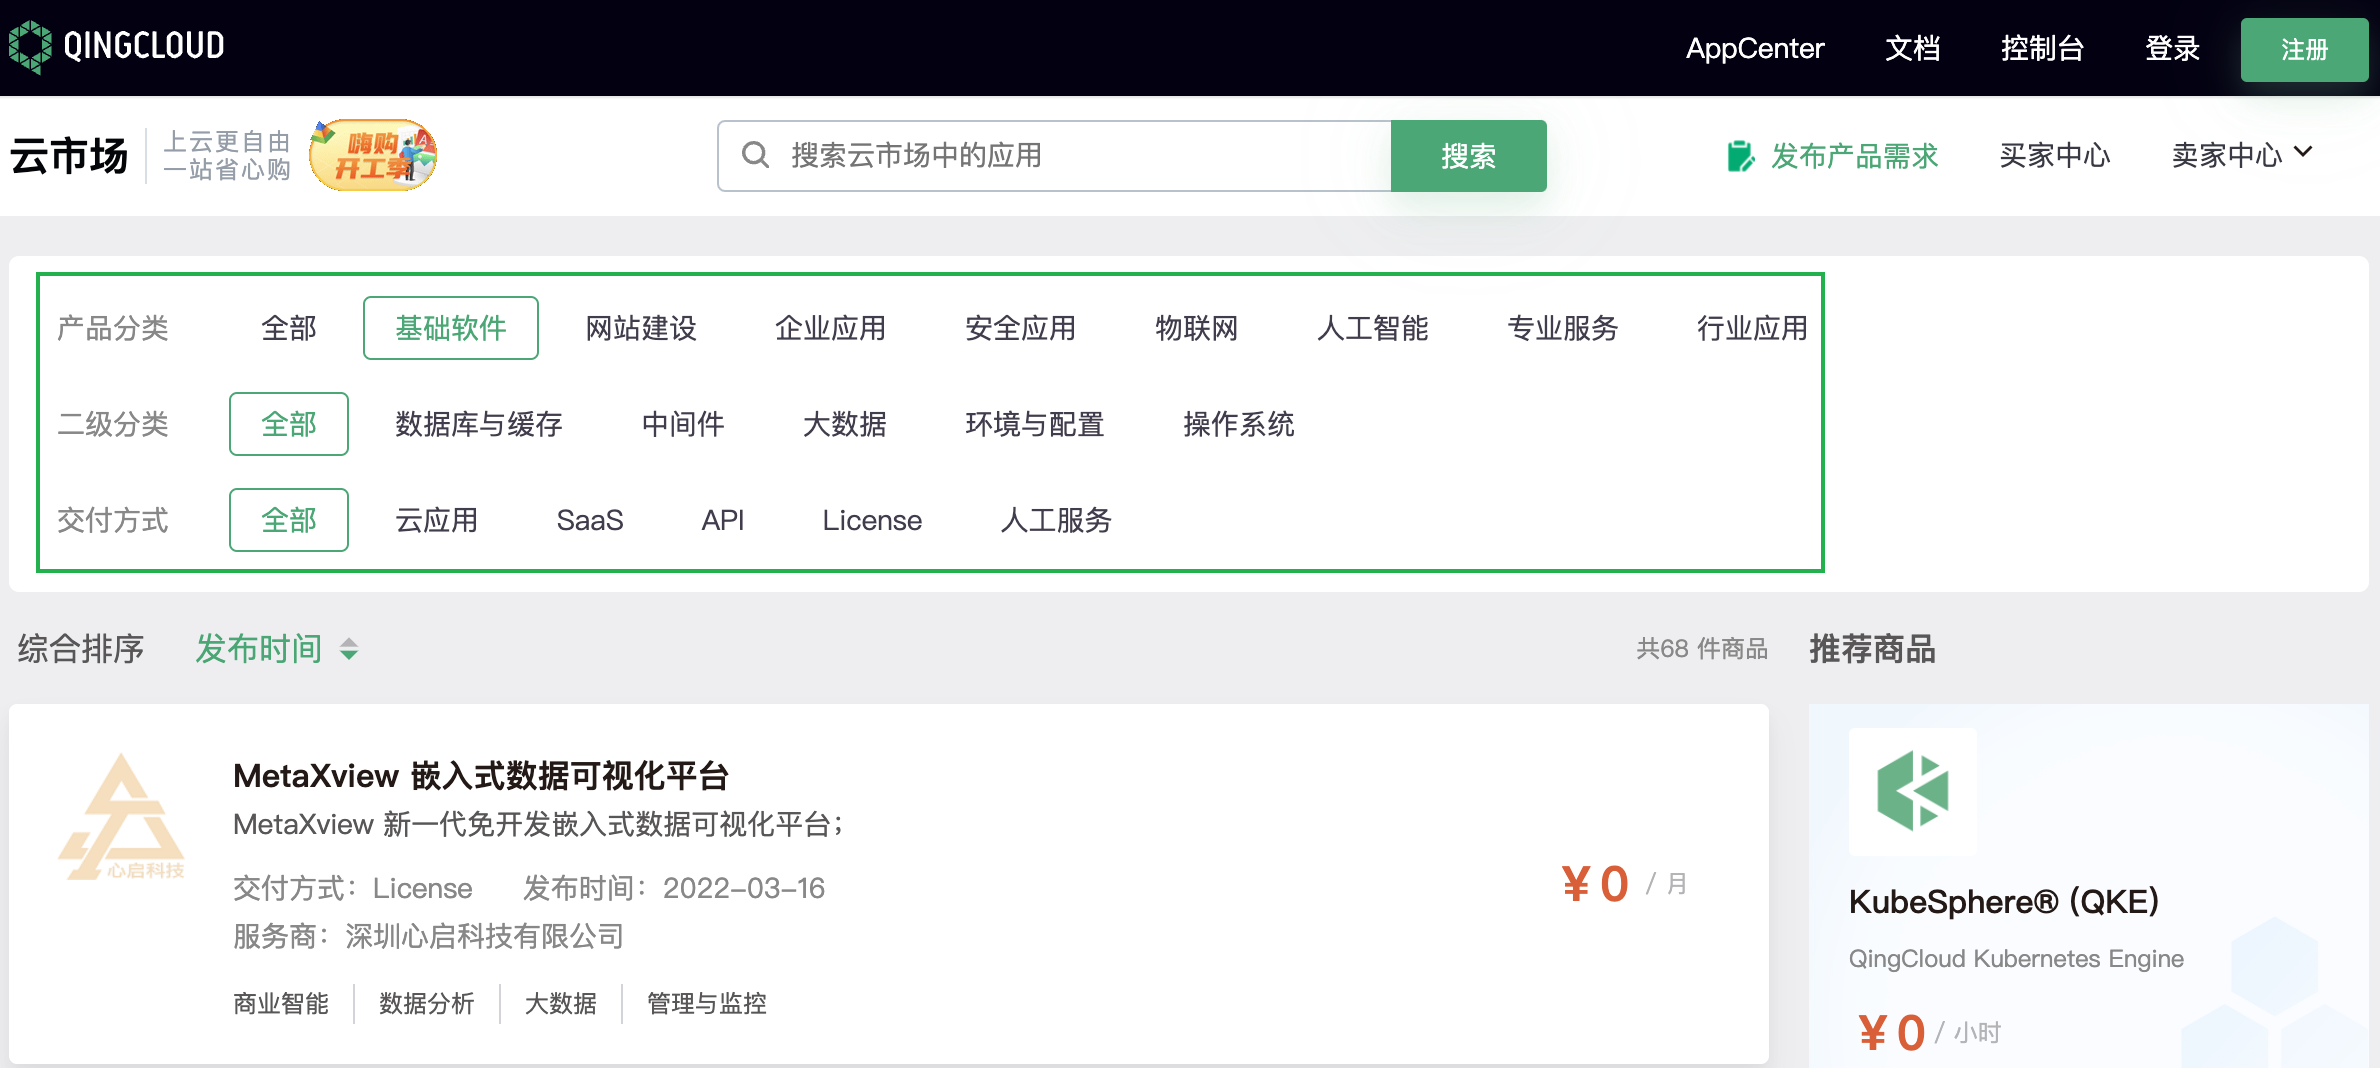 QINGCLOUD
AppCenter 文档 控制台 登录 注册
云市场
上云更自由
一站省心购
嗨购
开工季
搜索云市场中的应用 搜索
发布产品需求 买家中心 卖家中心
产品分类 全部 基础软件 网站建设 企业应用 安全应用 物联网 人工智能 专业服务 行业应用
二级分类 全部 数据库与缓存 中间件 大数据 环境与配置 操作系统
交付方式 全部 云应用 SaaS API License 人工服务
综合排序 发布时间 共68 件商品
推荐商品
心启科技
MetaXview 嵌入式数据可视化平台
MetaXview 新一代免开发嵌入式数据可视化平台；
交付方式：License 发布时间：2022-03-16
服务商：深圳心启科技有限公司
商业智能 数据分析 大数据 管理与监控
¥ 0 / 月
KubeSphere® (QKE)
QingCloud Kubernetes Engine
¥ 0 / 小时